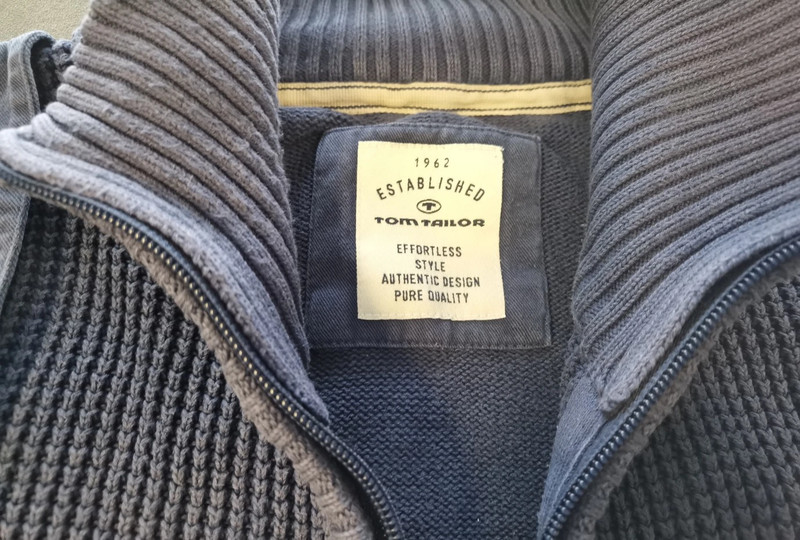 1962
ESTABLISHED
T
TOM TAILOR
EFFORTLESS
STYLE
AUTHENTIC DESIGN
PURE QUALITY